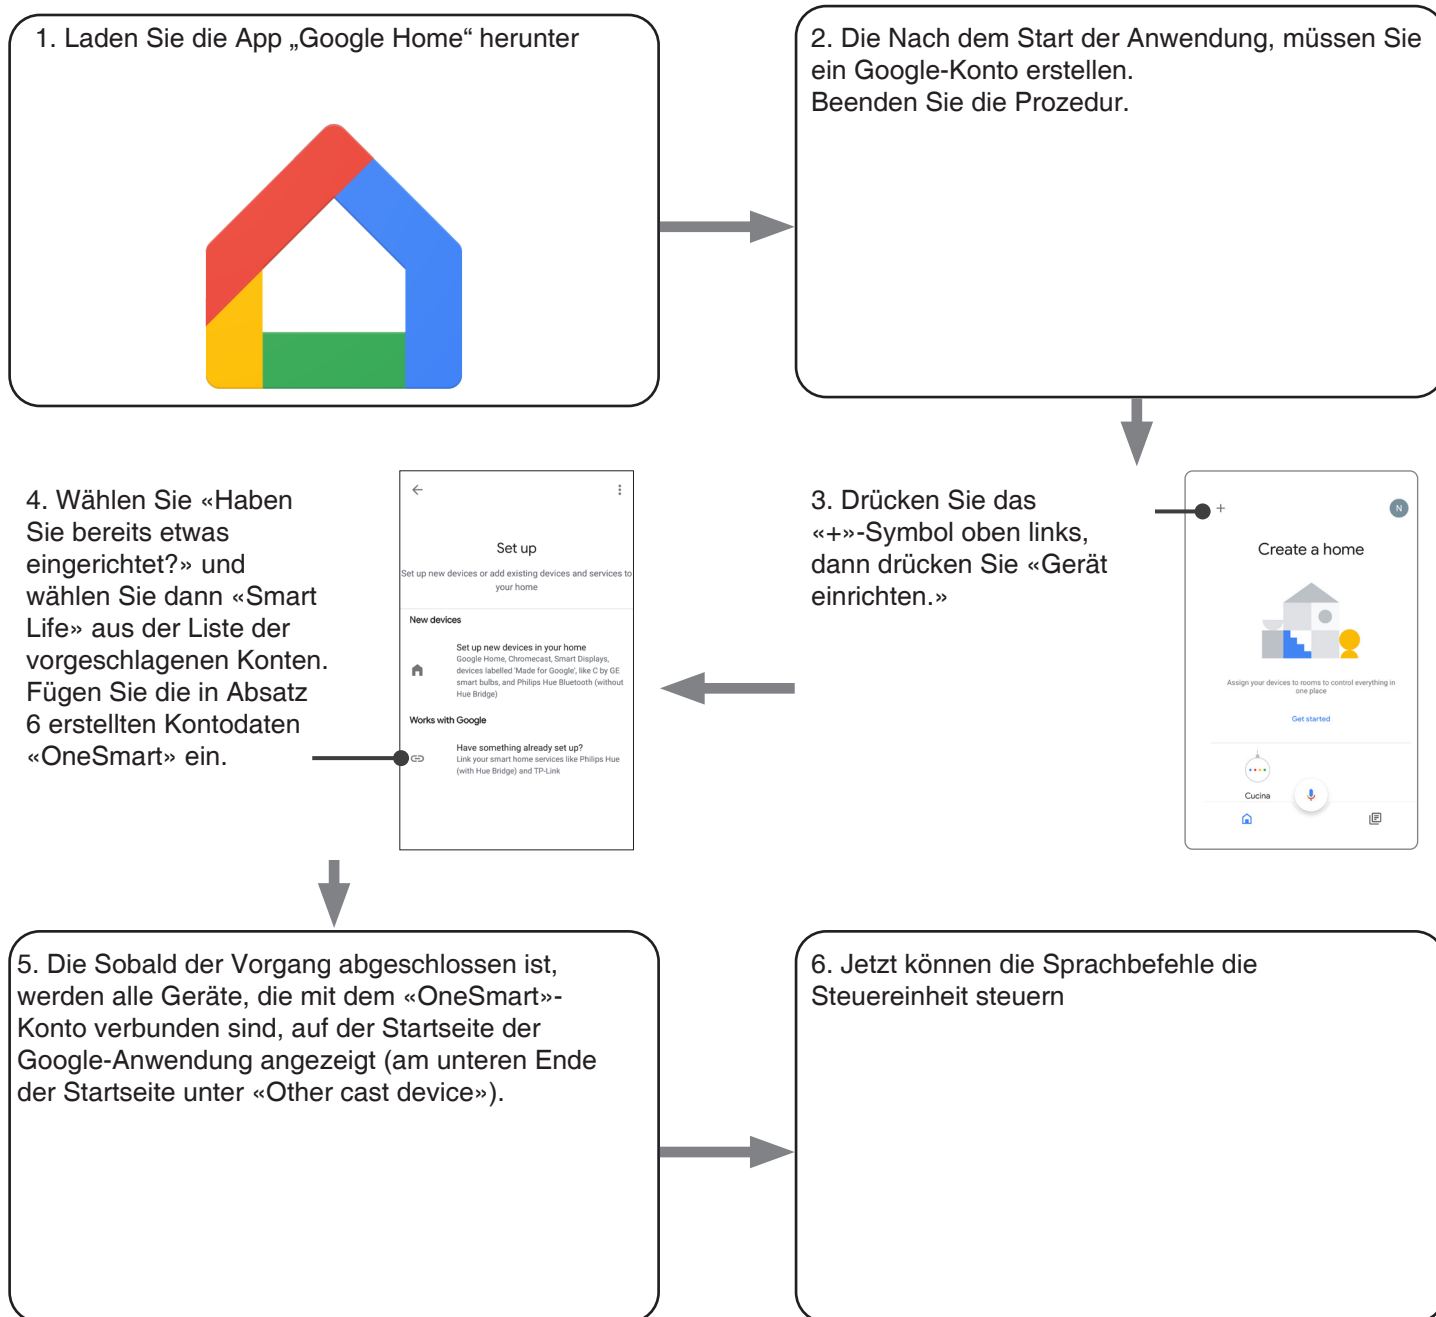 1. Laden Sie die App „Google Home“ herunter
2. Die Nach dem Start der Anwendung, müssen Sie
ein Google-Konto erstellen.
Beenden Sie die Prozedur.
3. Drücken Sie das
«+»-Symbol oben links,
dann drücken Sie «Gerät
einrichten.»
+
N
Create a home
Assign your devices to rooms to control everything in
one place
Get started
Cucina
4. Wählen Sie «Haben
Sie bereits etwas
eingerichtet?» und
wählen Sie dann «Smart
Life» aus der Liste der
vorgeschlagenen Konten.
Fügen Sie die in Absatz
6 erstellten Kontodaten
«OneSmart» ein.
Set up
Set up new devices or add existing devices and services to
your home
New devices
Set up new devices in your home
Google Home, Chromecast, Smart Displays,
devices labelled 'Made for Google', like C by GE
smart bulbs, and Philips Hue Bluetooth (without
Hue Bridge)
Works with Google
Have something already set up?
Link your smart home services like Philips Hue
(with Hue Bridge) and TP-Link
5. Die Sobald der Vorgang abgeschlossen ist,
werden alle Geräte, die mit dem «OneSmart»-
Konto verbunden sind, auf der Startseite der
Google-Anwendung angezeigt (am unteren Ende
der Startseite unter «Other cast device»).
6. Jetzt können die Sprachbefehle die
Steuereinheit steuern